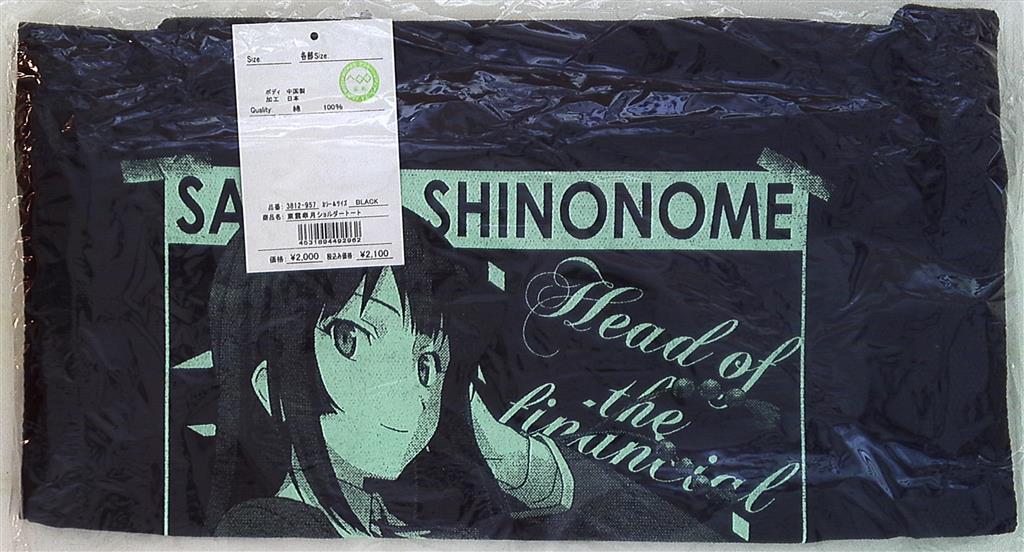 Size: 各部Size.
ボディ 中国製
加工 日本
Quality 綿 100%
品番: 3812-957 カラー&サイズ BLACK
商品名: 東雲皐月ショルダートート
4531894492962
価格: ¥2,000 税込み価格 ¥2,100
SA SHINONOME
Head of
the
financial